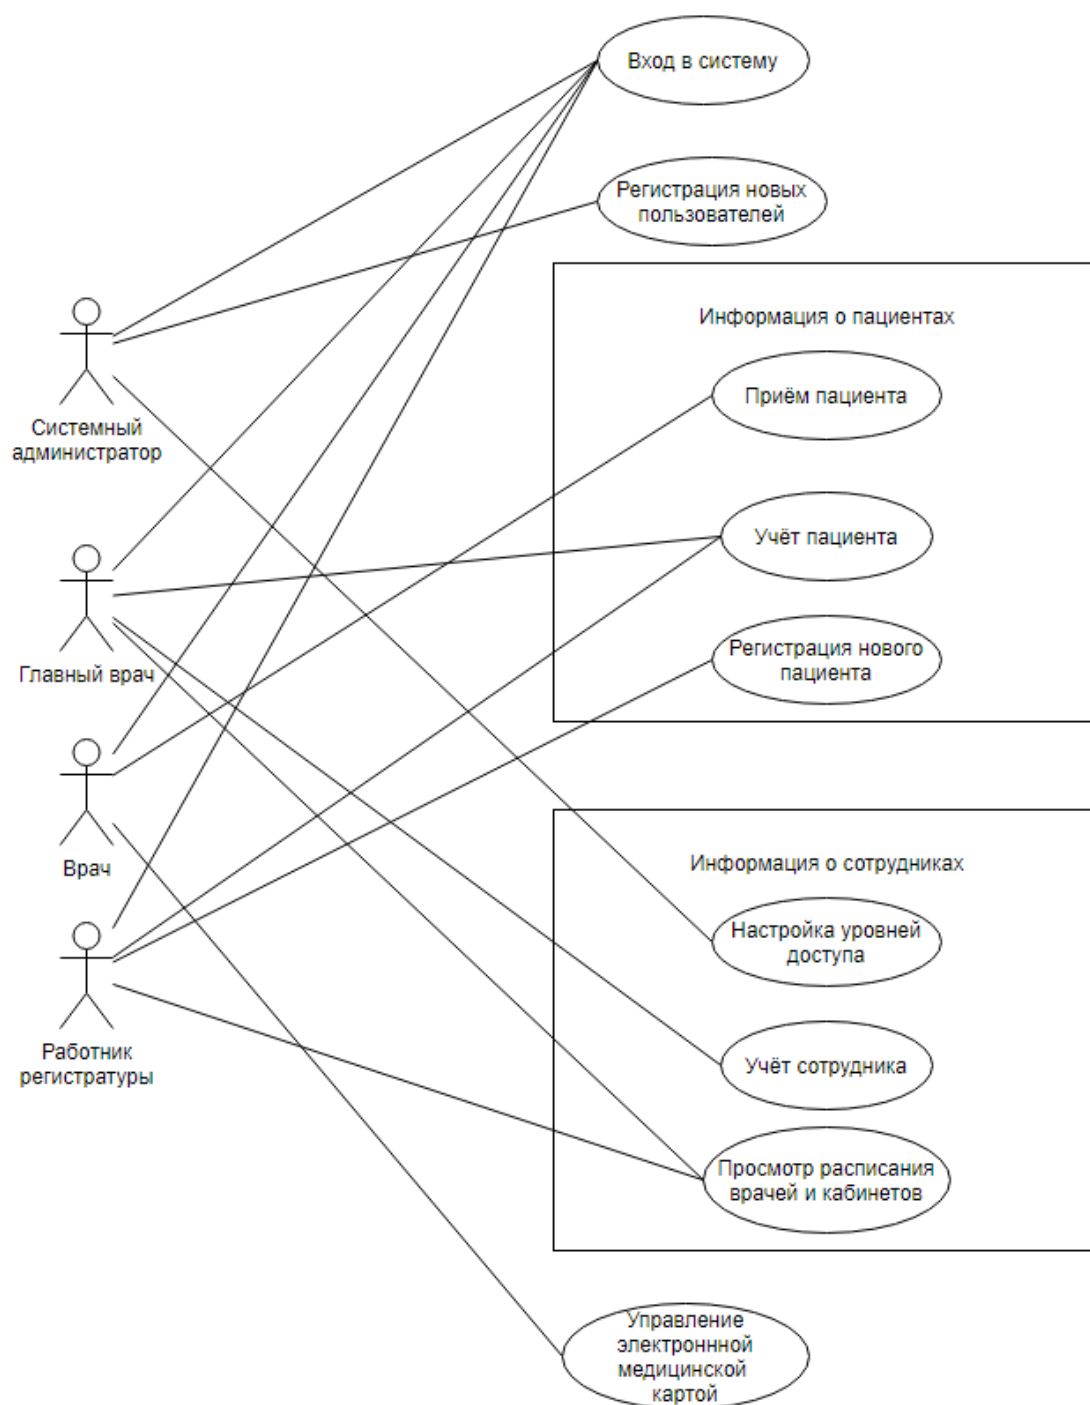 Вход в систему
Регистрация новых
пользователей
Информация о пациентах
Приём пациента
Системный
администратор
Учёт пациента
Главный врач
Регистрация нового
пациента
Врач
Информация о сотрудниках
Настройка уровней
доступа
Работник
регистратуры
Учёт сотрудника
Просмотр расписания
врачей и кабинетов
Управление
электроннной
медицинской
картой